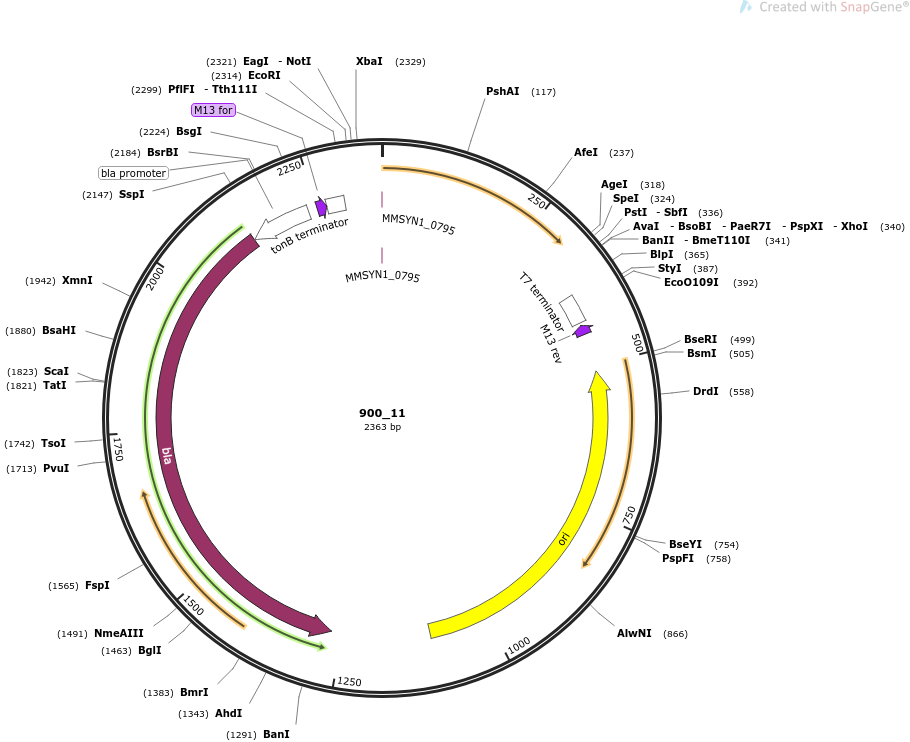 Created with SnapGene®
(2321) EagI - NotI
XbaI (2329)
(2314) EcoRI
(2299) PflFI - Tth111I
PshAI (117)
M13 for
(2224) BsgI
(2184) BsrBI
AfeI (237)
bla promoter
(2147) SspI
2250
AgeI (318)
SpeI (324)
250
PstI - SbfI (336)
AvaI - BsoBI - PaeR7I - PspXI - XhoI (340)
BanII - BmeT110I (341)
BlpI (365)
StyI (387)
EcoO109I (392)
MMSYN1_0795
tonB terminator
MMSYN1_0795
2000
(1942) XmnI
T7 terminator
M13 rev
(1880) BsaHI
500
BseRI (499)
BsmI (505)
(1823) ScaI
(1821) TatI
DrdI (558)
900_11
2363 bp
(1742) TsoI
1750
bla
(1713) PvuI
750
ori
BseYI (754)
PspFI (758)
(1565) FspI
1500
(1491) NmeAIII
AlwNI (866)
(1463) BglI
1000
1250
(1383) BmrI
(1343) AhdI
(1291) BanI